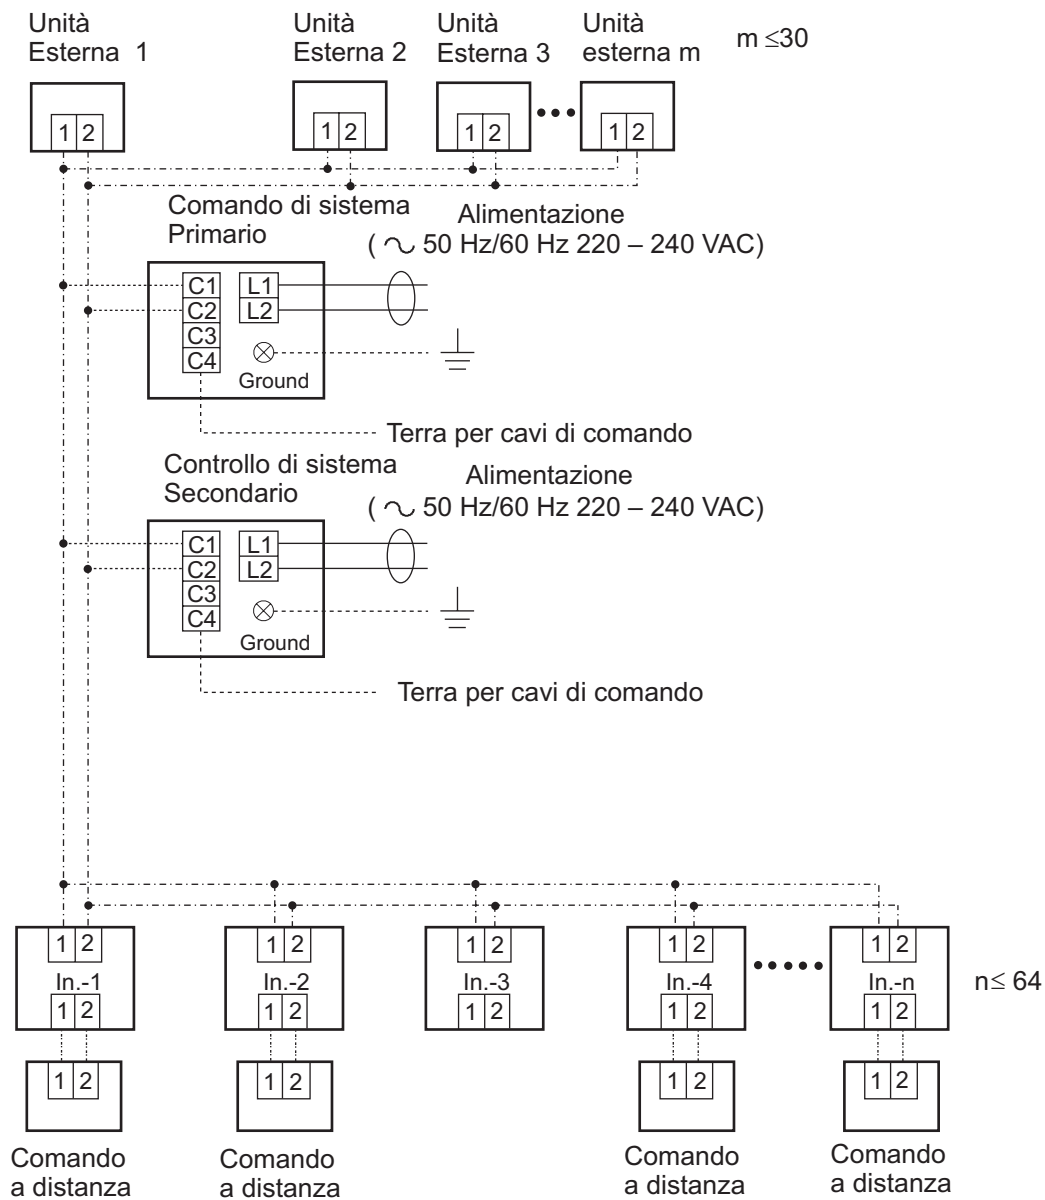 Unità
Esterna 1
Unità
Esterna 2
Unità
Esterna 3
Unità
esterna m
m ≤30
1 2
1 2
1 2
1 2
Comando di sistema
Primario
Alimentazione
( ~ 50 Hz/60 Hz 220 – 240 VAC)
C1
C2
C3
C4
L1
L2
Ground
Terra per cavi di comando
Controllo di sistema
Secondario
Alimentazione
( ~ 50 Hz/60 Hz 220 – 240 VAC)
C1
C2
C3
C4
L1
L2
Ground
Terra per cavi di comando
1 2
In.-1
1 2
1 2
In.-2
1 2
1 2
In.-3
1 2
1 2
In.-4
1 2
1 2
In.-n
1 2
n≤ 64
1 2
1 2
1 2
1 2
Comando
a distanza
Comando
a distanza
Comando
a distanza
Comando
a distanza